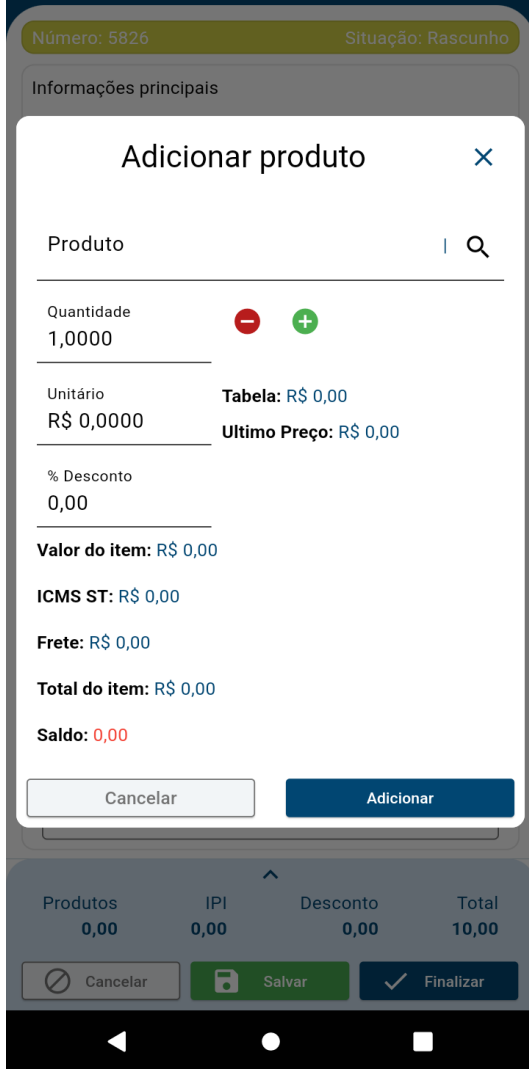 Número: 5826 Situação: Rascunho
Informações principais
Adicionar produto
Produto
Quantidade
1,0000
Unitário
R$ 0,0000
Tabela: R$ 0,00
Ultimo Preço: R$ 0,00
% Desconto
0,00
Valor do item: R$ 0,00
ICMS ST: R$ 0,00
Frete: R$ 0,00
Total do item: R$ 0,00
Saldo: 0,00
Cancelar Adicionar
Produtos IPI Desconto Total
0,00 0,00 0,00 10,00
Cancelar Salvar Finalizar